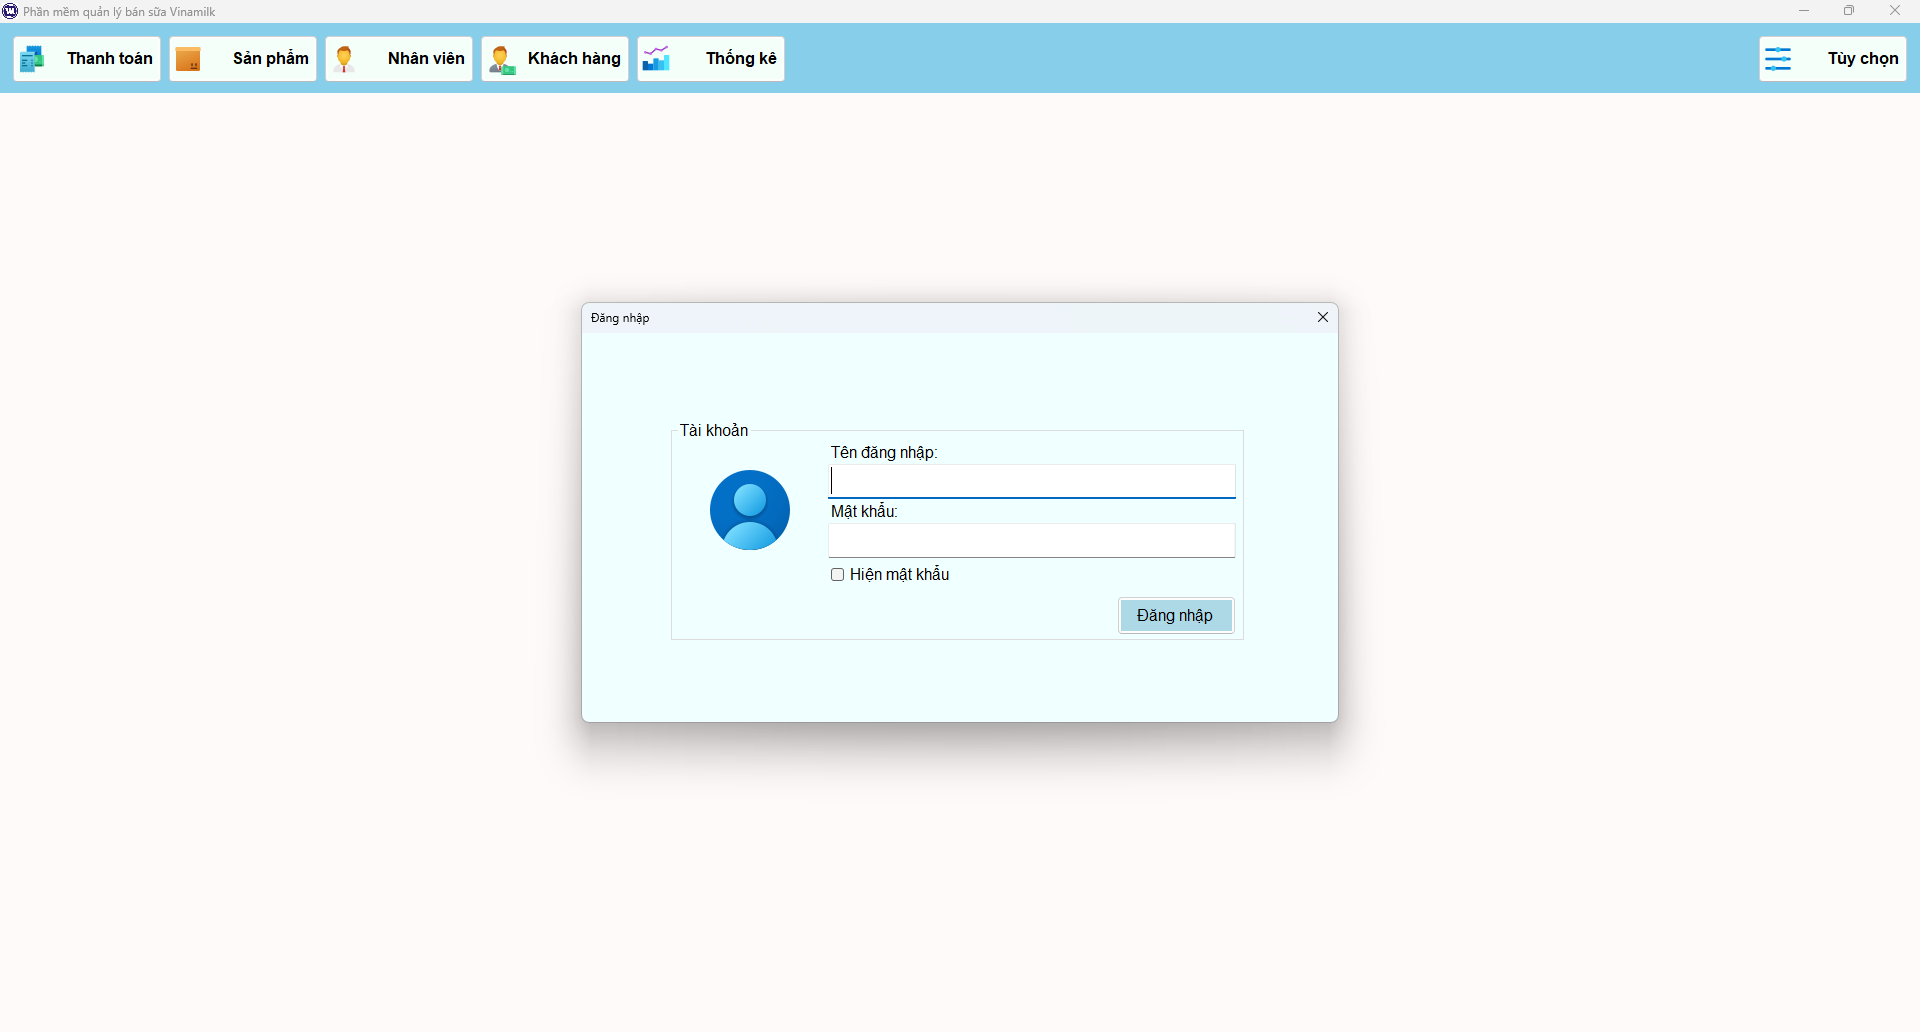 Phần mềm quản lý bán sữa Vinamilk
Thanh toán
Sản phẩm
Nhân viên
Khách hàng
Thống kê
Tùy chọn
Đăng nhập
Tài khoản
Tên đăng nhập:
Mật khẩu:
Hiện mật khẩu
Đăng nhập